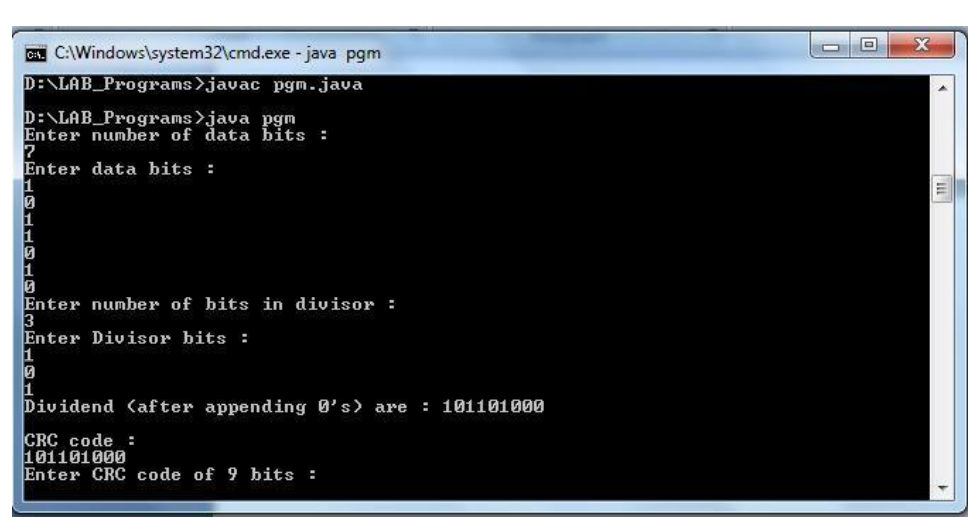 C:\Windows\system32\cmd.exe - java pgm
D:\LAB_Programs>javac pgm.java
D:\LAB_Programs>java pgm
Enter number of data bits :
7
Enter data bits :
1
0
1
1
0
1
0
Enter number of bits in divisor :
3
Enter Divisor bits :
1
0
1
Dividend (after appending 0's) are : 101101000
CRC code :
101101000
Enter CRC code of 9 bits :